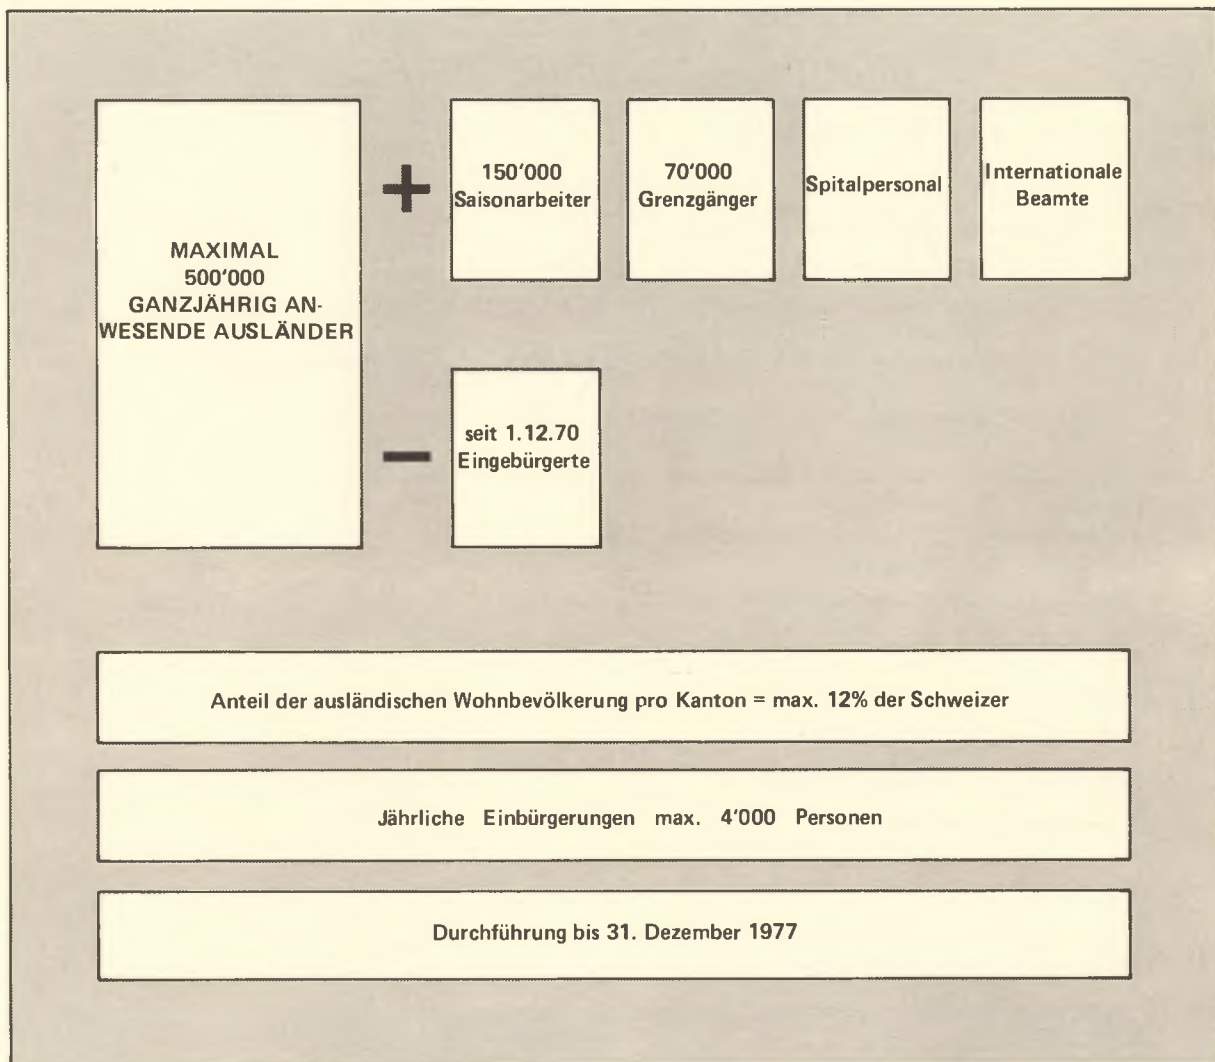 MAXIMAL
500'000
GANZJÄHRIG AN-
WESENDE AUSLÄNDER
+
150'000
Saisonarbeiter
70'000
Grenzgänger
Spitalpersonal
Internationale
Beamte
−
seit 1.12.70
Eingebürgerte
Anteil der ausländischen Wohnbevölkerung pro Kanton = max. 12% der Schweizer
Jährliche Einbürgerungen max. 4'000 Personen
Durchführung bis 31. Dezember 1977